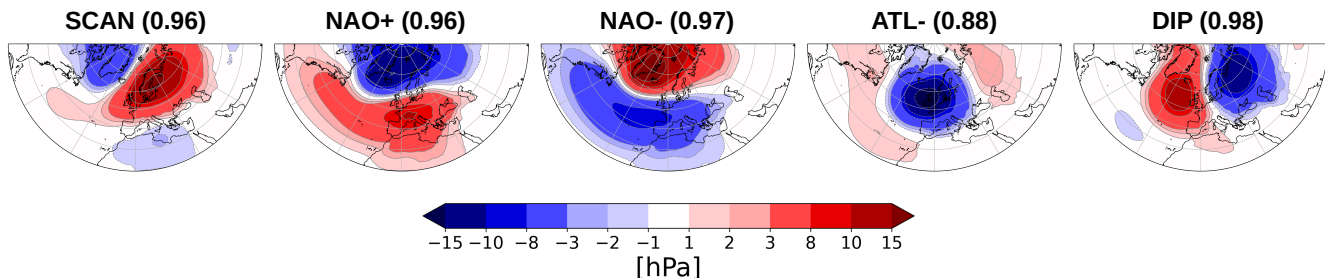 SCAN (0.96) NAO+ (0.96) NAO- (0.97) ATL- (0.88) DIP (0.98)
−15 −10 −8 −3 −2 −1 1 2 3 8 10 15
[hPa]